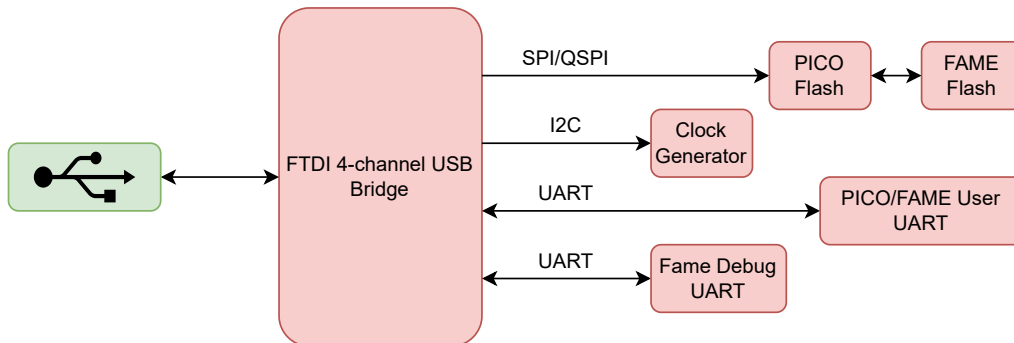 SPI/QSPI
PICO
Flash
FAME
Flash
I2C
Clock
Generator
FTDI 4-channel USB
Bridge
UART
PICO/FAME User
UART
UART
Fame Debug
UART